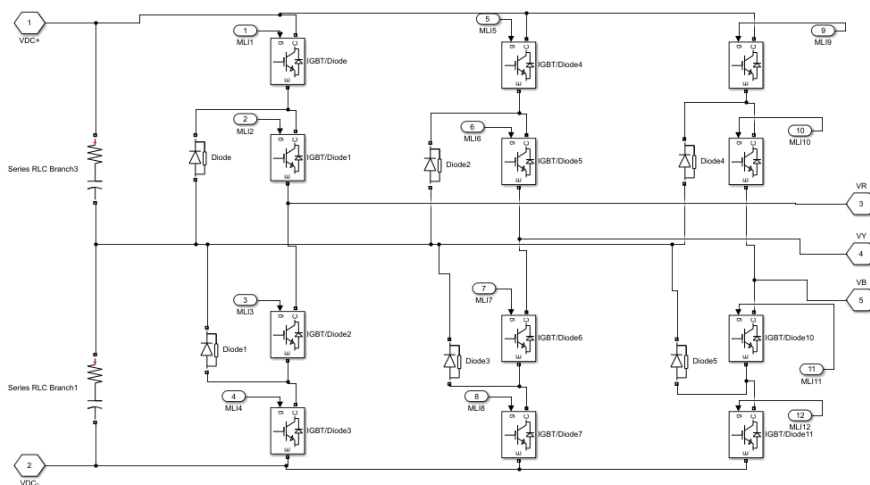 1
VDC+
1
MLI1
g
C
E
IGBT/Diode
5
MLI5
g
C
E
IGBT/Diode4
9
MLI9
g
C
E
2
MLI2
g
C
E
IGBT/Diode1
Diode
6
MLI6
g
C
E
IGBT/Diode5
Diode2
10
MLI10
g
C
E
Diode4
+
Series RLC Branch3
VR
3
VY
4
VB
5
3
MLI3
g
C
E
IGBT/Diode2
Diode1
7
MLI7
g
C
E
IGBT/Diode6
Diode3
g
C
E
IGBT/Diode10
Diode5
11
MLI11
+
Series RLC Branch1
4
MLI4
g
C
E
IGBT/Diode3
8
MLI8
g
C
E
IGBT/Diode7
12
MLI12
g
C
E
IGBT/Diode11
2
VDC-